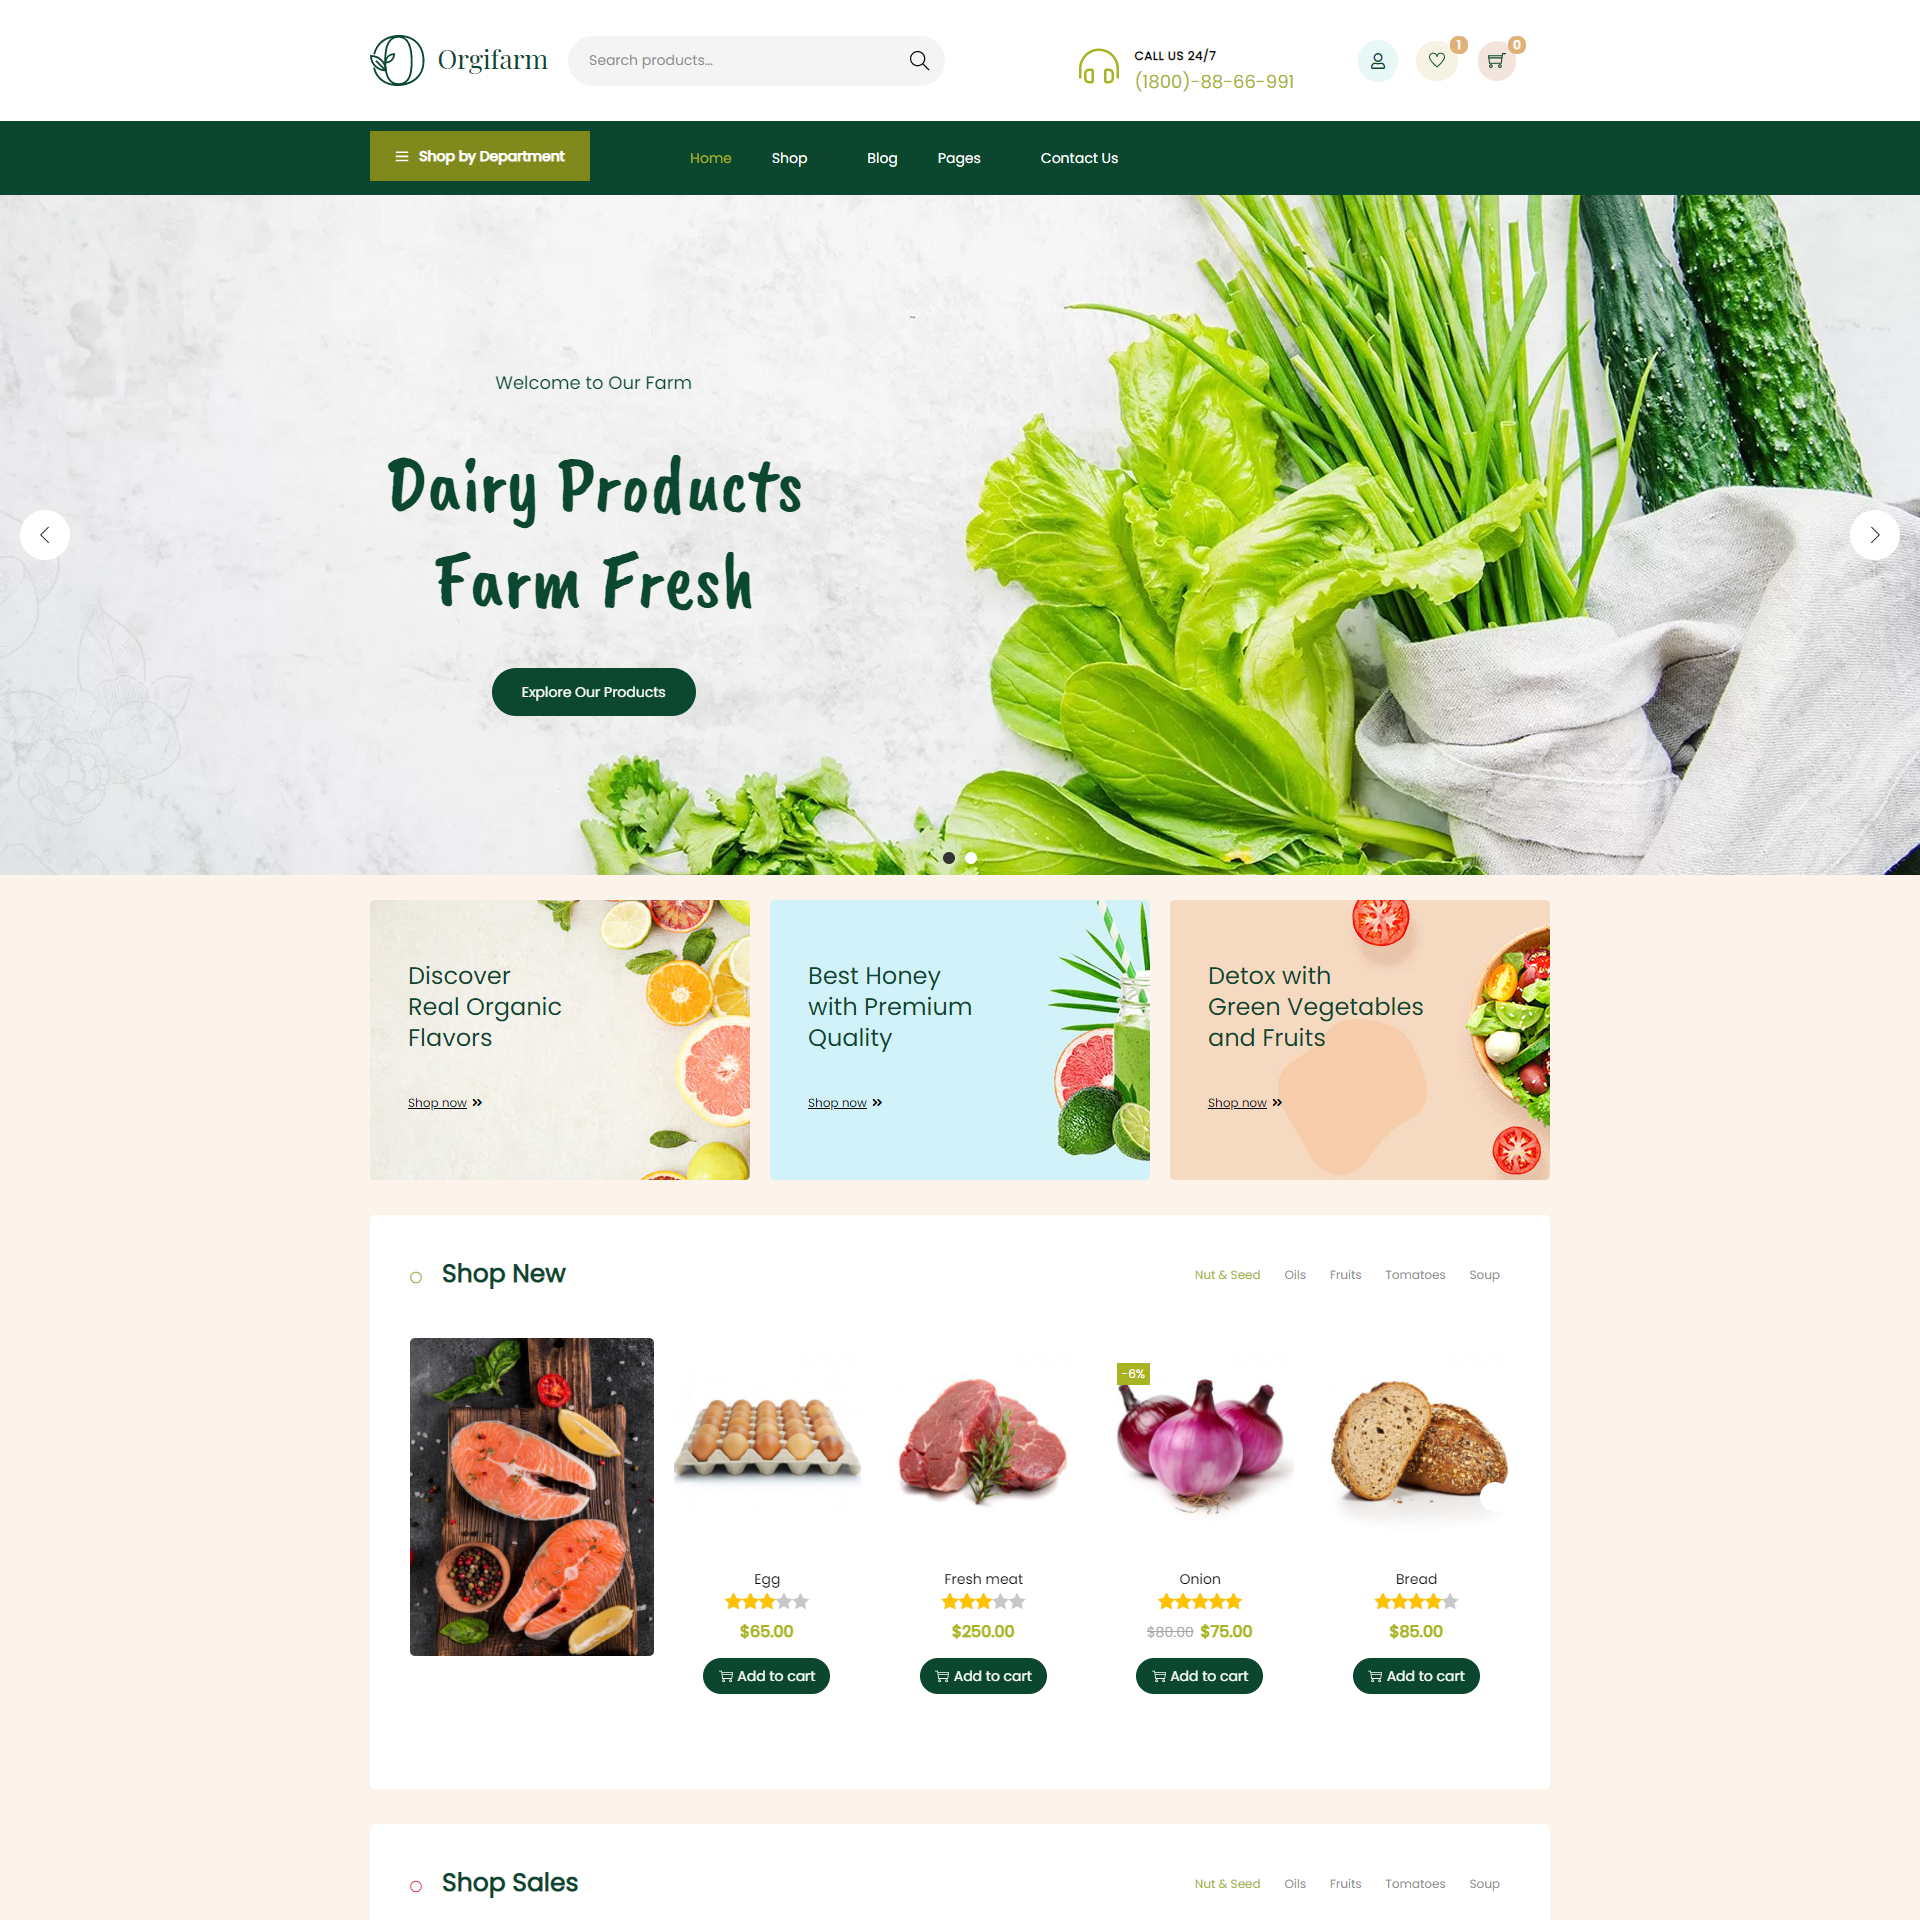 Orgifarm
Search products...
CALL US 24/7
(1800)-88-66-991
1
0
Shop by Department
Home
Shop
Blog
Pages
Contact Us
Welcome to Our Farm
Dairy Products
Farm Fresh
Explore Our Products
Discover
Real Organic
Flavors
Shop now
Best Honey
with Premium
Quality
Shop now
Detox with
Green Vegetables
and Fruits
Shop now
Shop New
Nut & Seed
Oils
Fruits
Tomatoes
Soup
Egg
$65.00
Add to cart
Fresh meat
$250.00
Add to cart
-6%
Onion
$80.00 $75.00
Add to cart
Bread
$85.00
Add to cart
Shop Sales
Nut & Seed
Oils
Fruits
Tomatoes
Soup